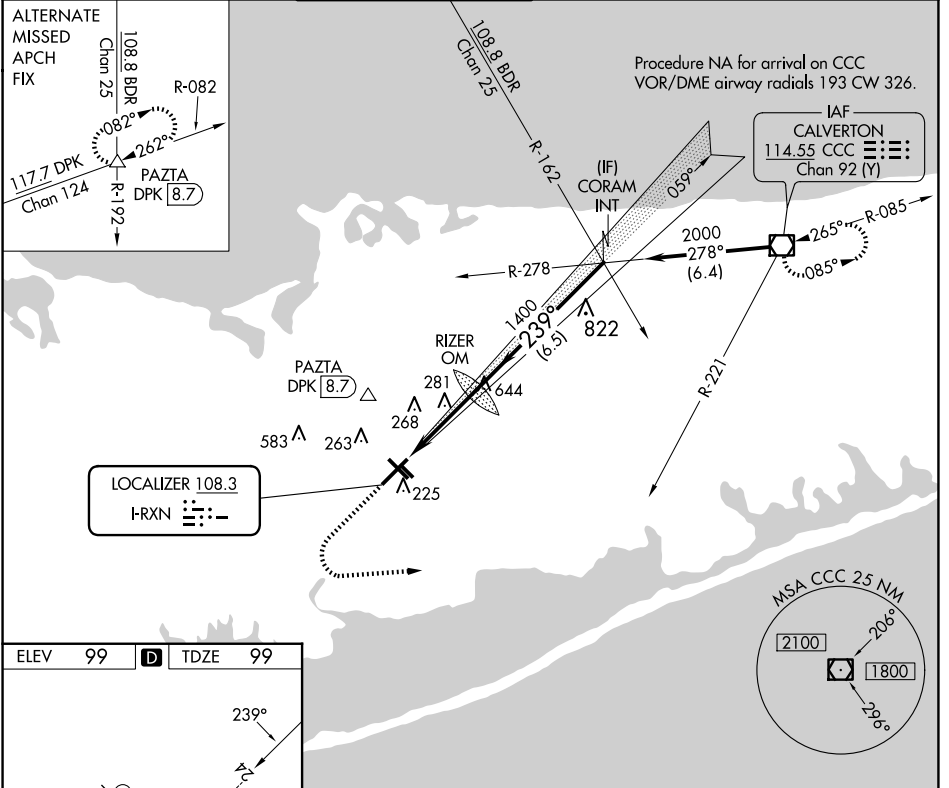 ALTERNATE
MISSED
APCH
FIX
108.8 BDR
Chan 25
R-082
082°
262°
117.7 DPK
Chan 124
R-192
PAZTA
DPK 8.7
108.8 BDR
Chan 25
R-162
Procedure NA for arrival on CCC
VOR/DME airway radials 193 CW 326.
IAF
CALVERTON
114.55 CCC
Chan 92 (Y)
(IF)
CORAM
INT
059°
2000
278°
(6.4)
265°
R-085
085°
R-278
R-221
1400
239°
(6.5)
822
RIZER
OM
644
PAZTA
DPK 8.7
281
268
583
263
225
LOCALIZER 108.3
I-RXN
MSA CCC 25 NM
206°
2100
1800
296°
ELEV 99 D TDZE 99
239°
24